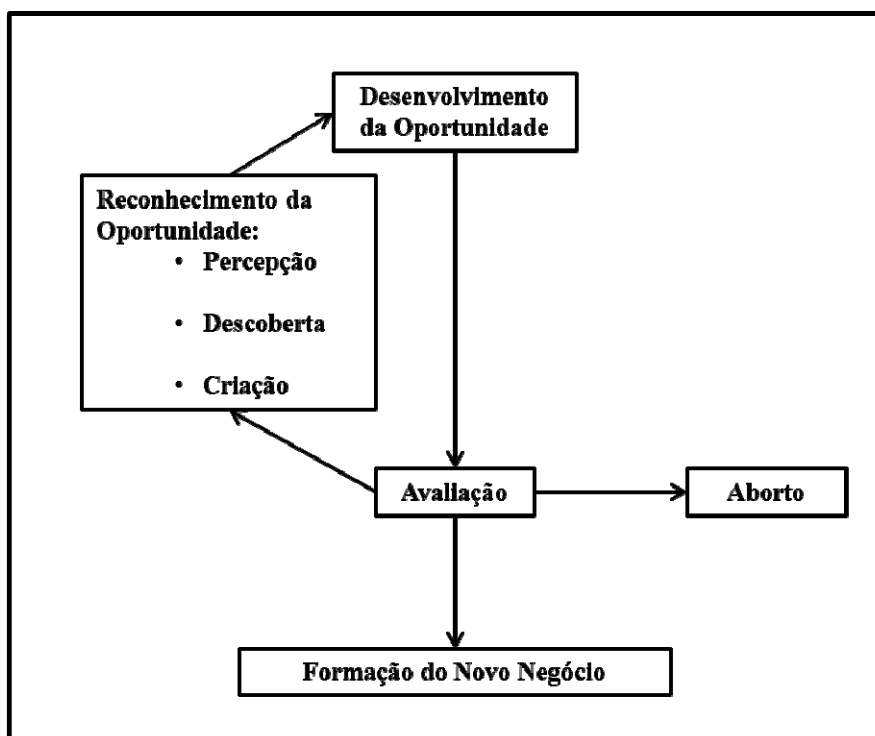 Desenvolvimento
da Oportunidade
Reconhecimento da
Oportunidade:
• Percepção
• Descoberta
• Criação
Avaliação
Aborto
Formação do Novo Negócio